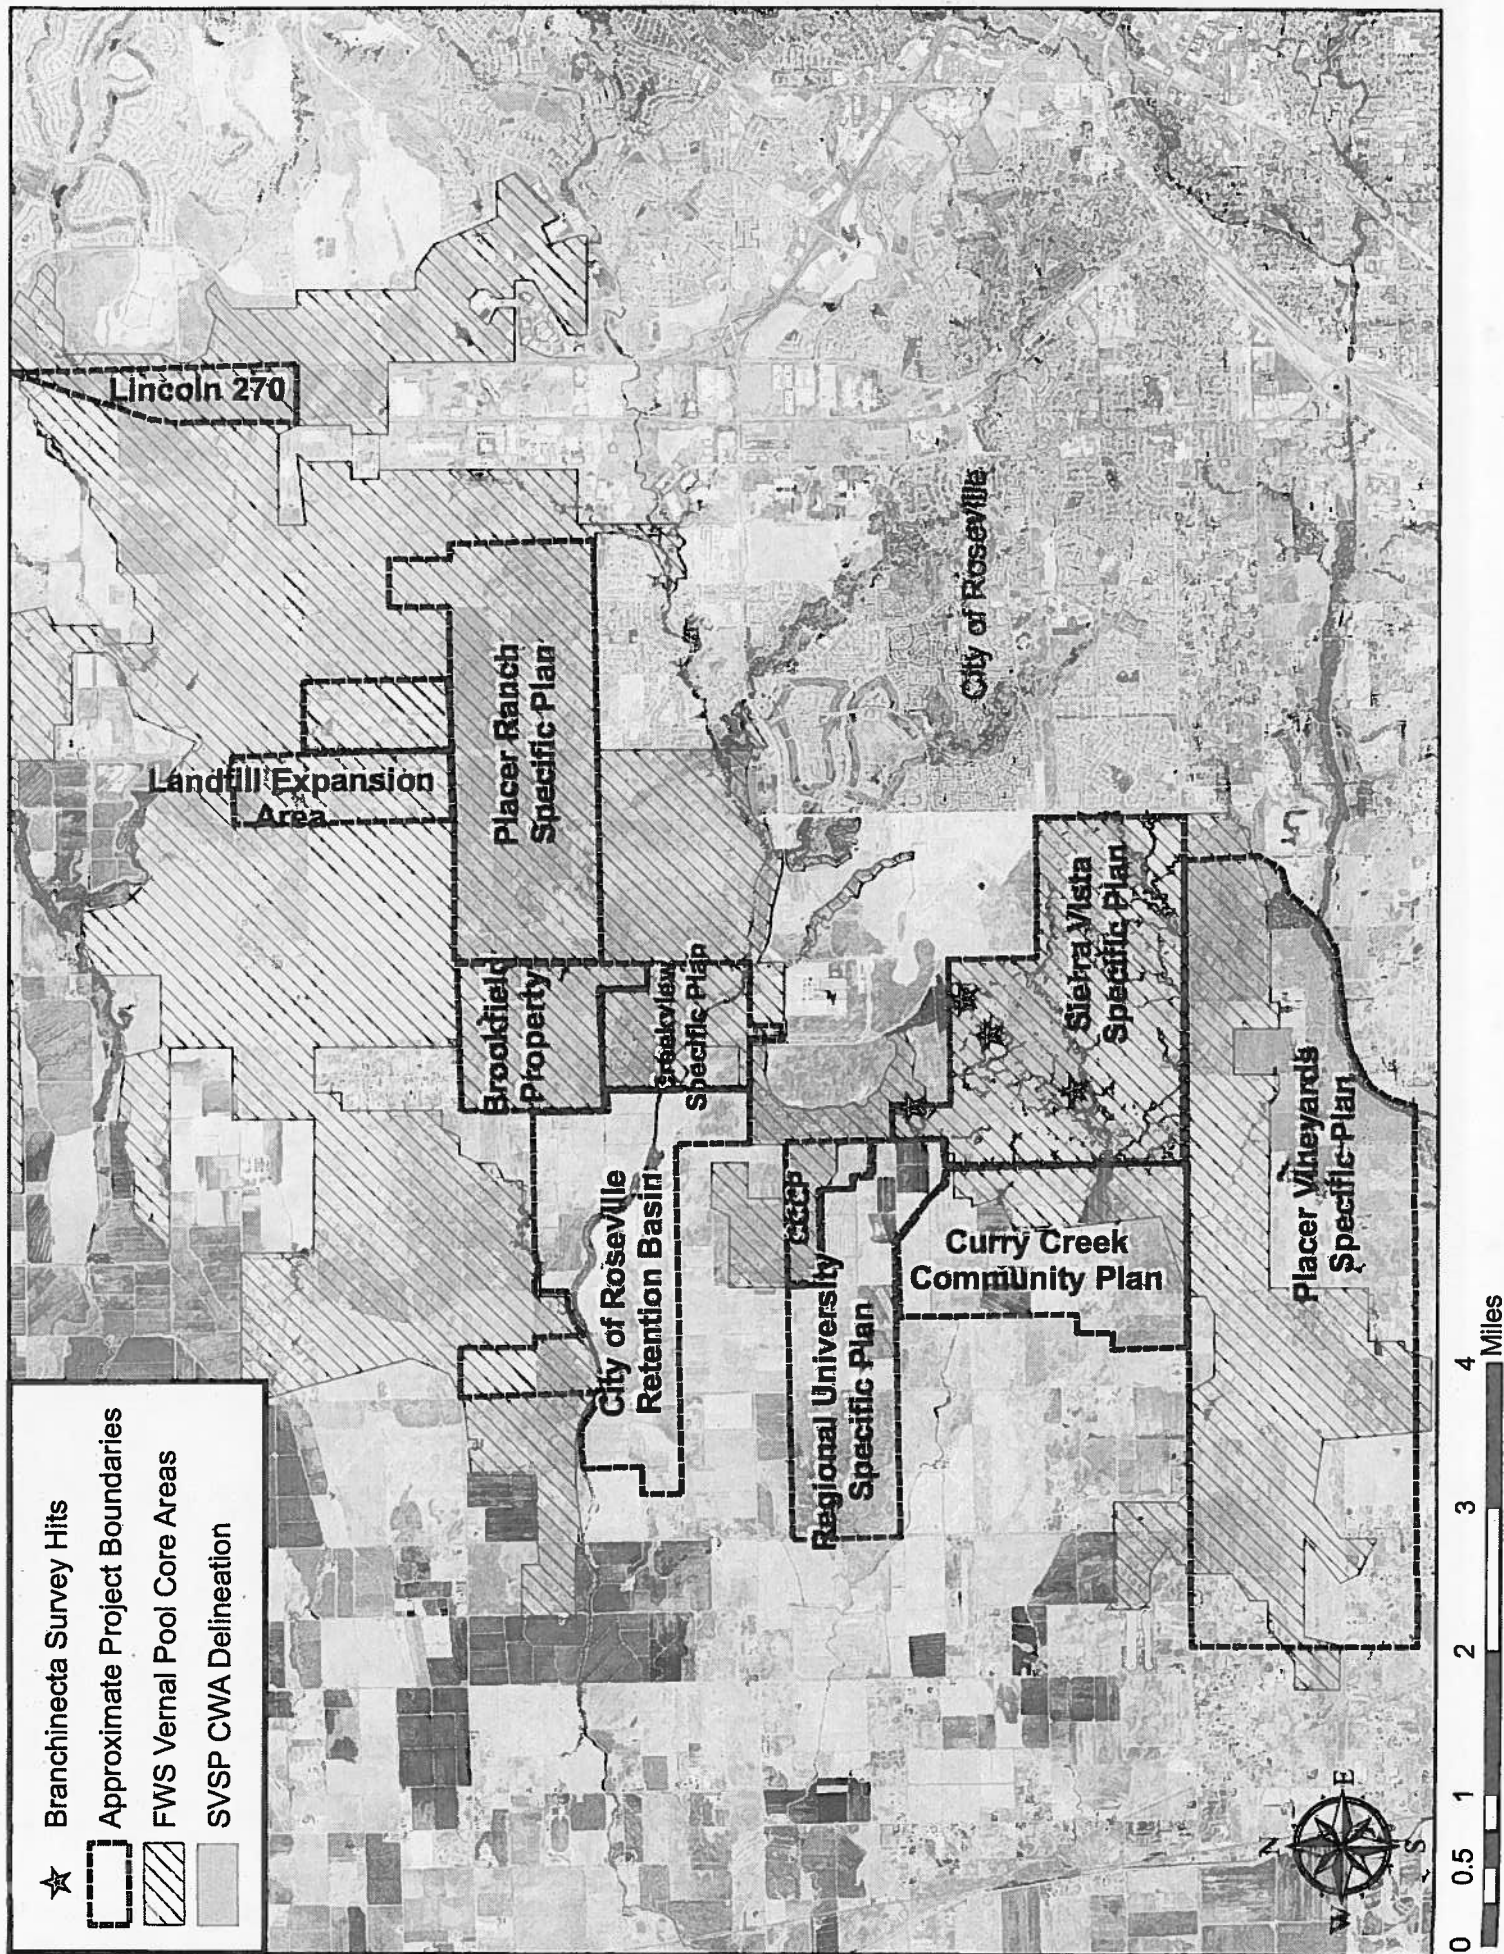 Branchinecta Survey Hits
Approximate Project Boundaries
FWS Vernal Pool Core Areas
SVSP CWA Delineation
Lincoln 270
Landfill Expansion
Area
Placer Ranch
Specific Plan
Brookfield
Property
Creekview
Specific Plan
City of Roseville
Retention Basin
City of Roseville
CCCP
Regional University
Specific Plan
Curry Creek
Community Plan
Sierra Vista
Specific Plan
Placer Vineyards
Specific Plan
N
W
E
S
0 0.5 1 2 3 4
Miles